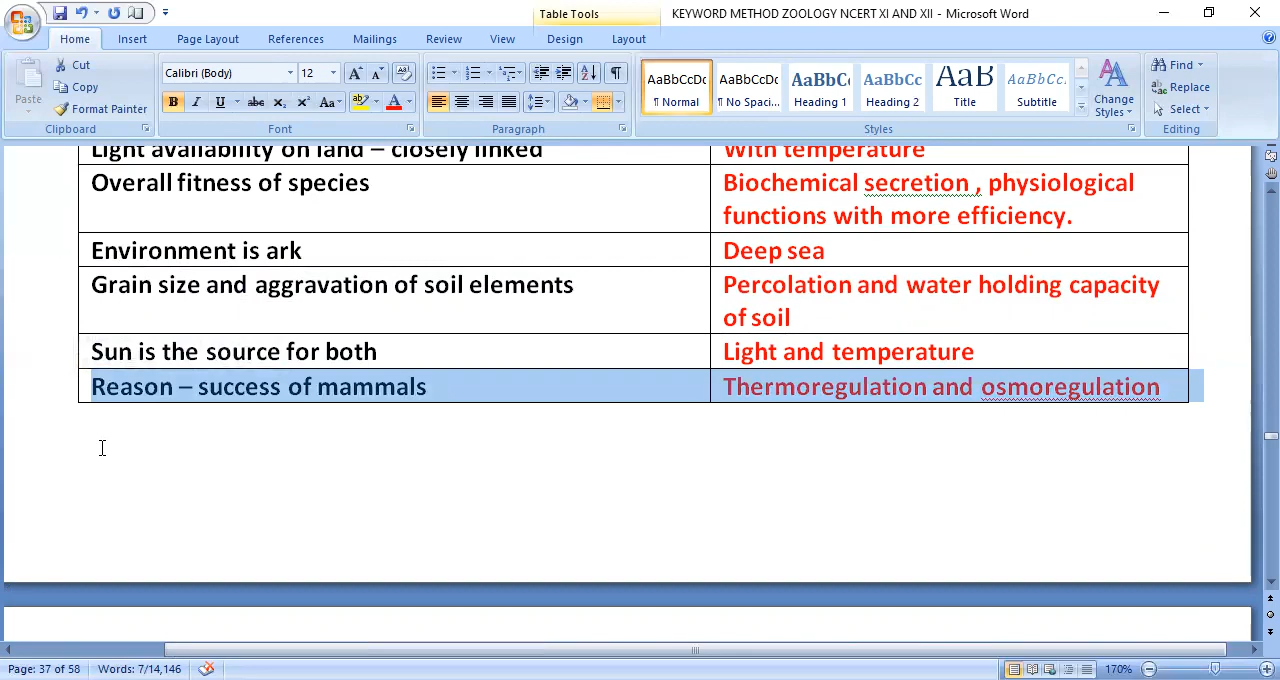 Table Tools
KEYWORD METHOD ZOOLOGY NCERT XI AND XII - Microsoft Word
Home Insert Page Layout References Mailings Review View Design Layout
Paste
Cut
Copy
Format Painter
Clipboard
Calibri (Body) 12
B I U abc X₂ X² Aa
Font
Paragraph
AaBbCcDc AaBbCcDc AaBbC AaBbCc AaB AaBbCc.
¶ Normal ¶ No Spaci... Heading 1 Heading 2 Title Subtitle
Change
Styles
Styles
Find
Replace
Select
Editing
Light availability on land – closely linked With temperature
Overall fitness of species Biochemical secretion , physiological
functions with more efficiency.
Environment is ark Deep sea
Grain size and aggravation of soil elements Percolation and water holding capacity
of soil
Sun is the source for both Light and temperature
Reason – success of mammals Thermoregulation and osmoregulation
Page: 37 of 58 Words: 7/14,146 170%